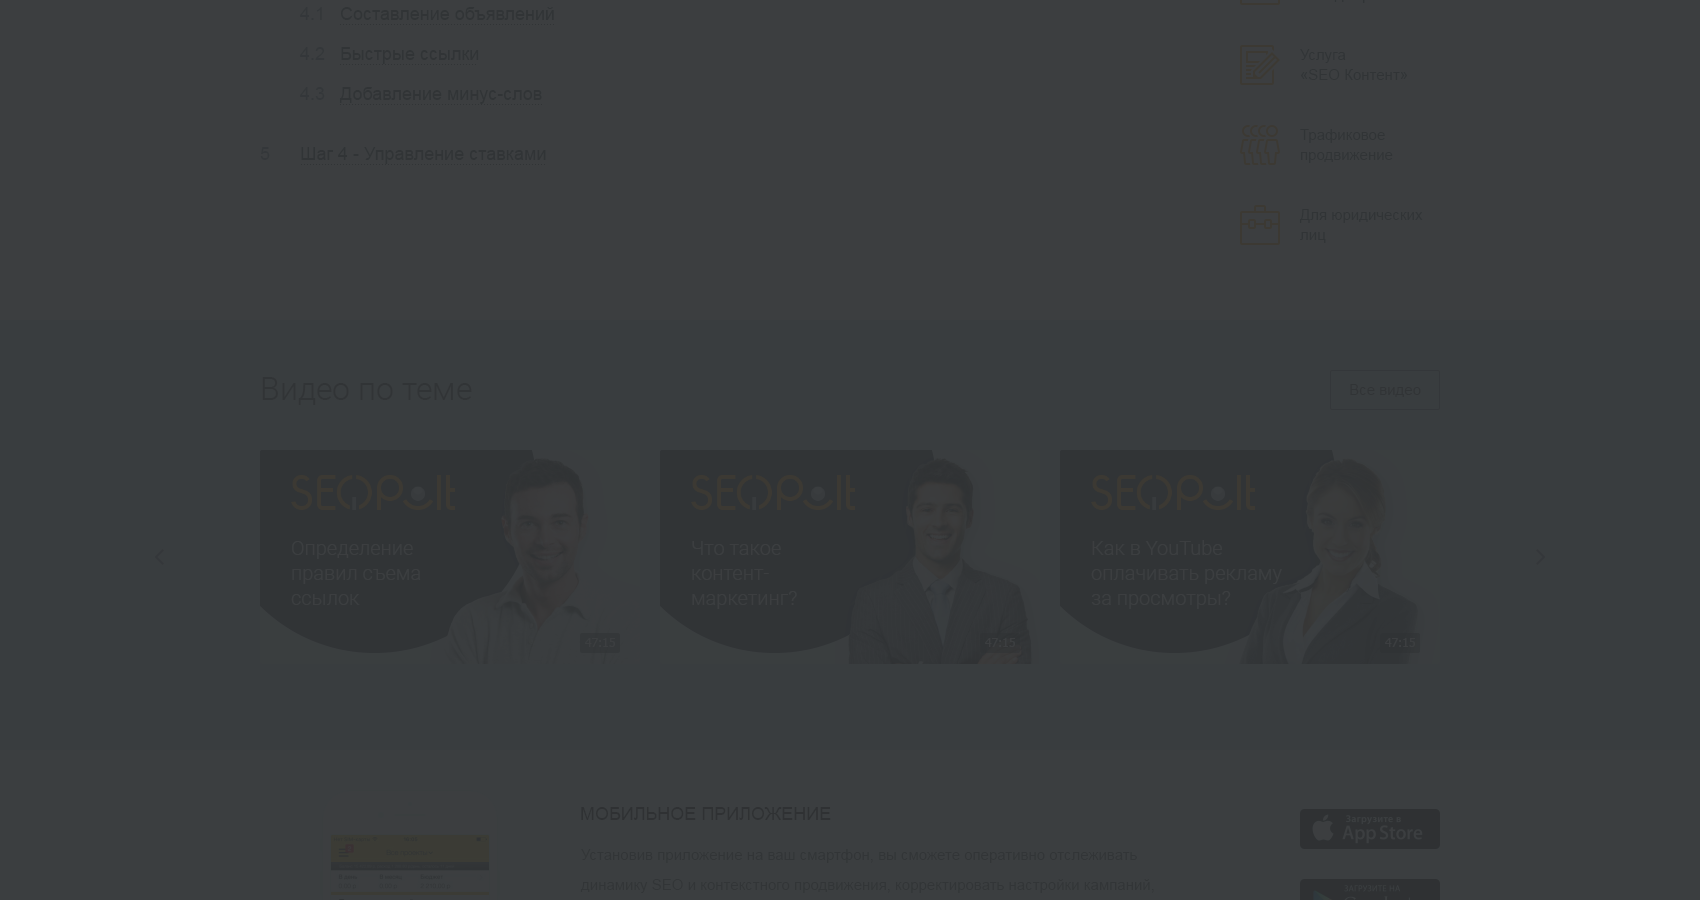 4.1 Составление объявлений
4.2 Быстрые ссылки
4.3 Добавление минус-слов
5 Шаг 4 - Управление ставками
Услуга
«SEO Контент»
Трафиковое
продвижение
Для юридических
лиц
Видео по теме
Все видео
SEOPult
Определение
правил съема
ссылок
47:15
SEOPult
Что такое
контент-
маркетинг?
47:15
SEOPult
Как в YouTube
оплачивать рекламу
за просмотры?
47:15
МОБИЛЬНОЕ ПРИЛОЖЕНИЕ
Установив приложение на ваш смартфон, вы сможете оперативно отслеживать
динамику SEO и контекстного продвижения, корректировать настройки кампаний,
Загрузите в
App Store